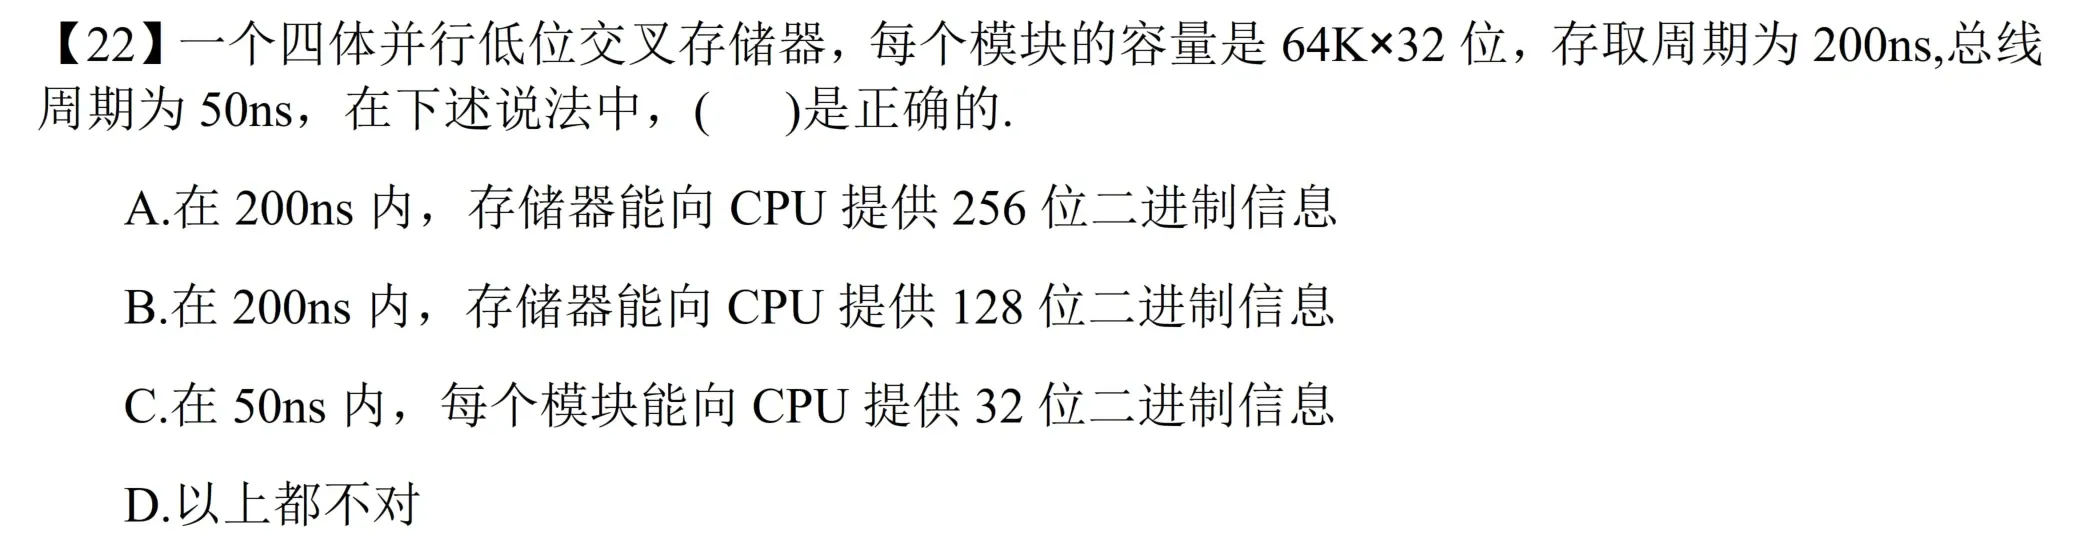 【22】一个四体并行低位交叉存储器，每个模块的容量是 64K×32 位，存取周期为 200ns,总线
周期为 50ns，在下述说法中，(    )是正确的.
A.在 200ns 内，存储器能向 CPU 提供 256 位二进制信息
B.在 200ns 内，存储器能向 CPU 提供 128 位二进制信息
C.在 50ns 内，每个模块能向 CPU 提供 32 位二进制信息
D.以上都不对